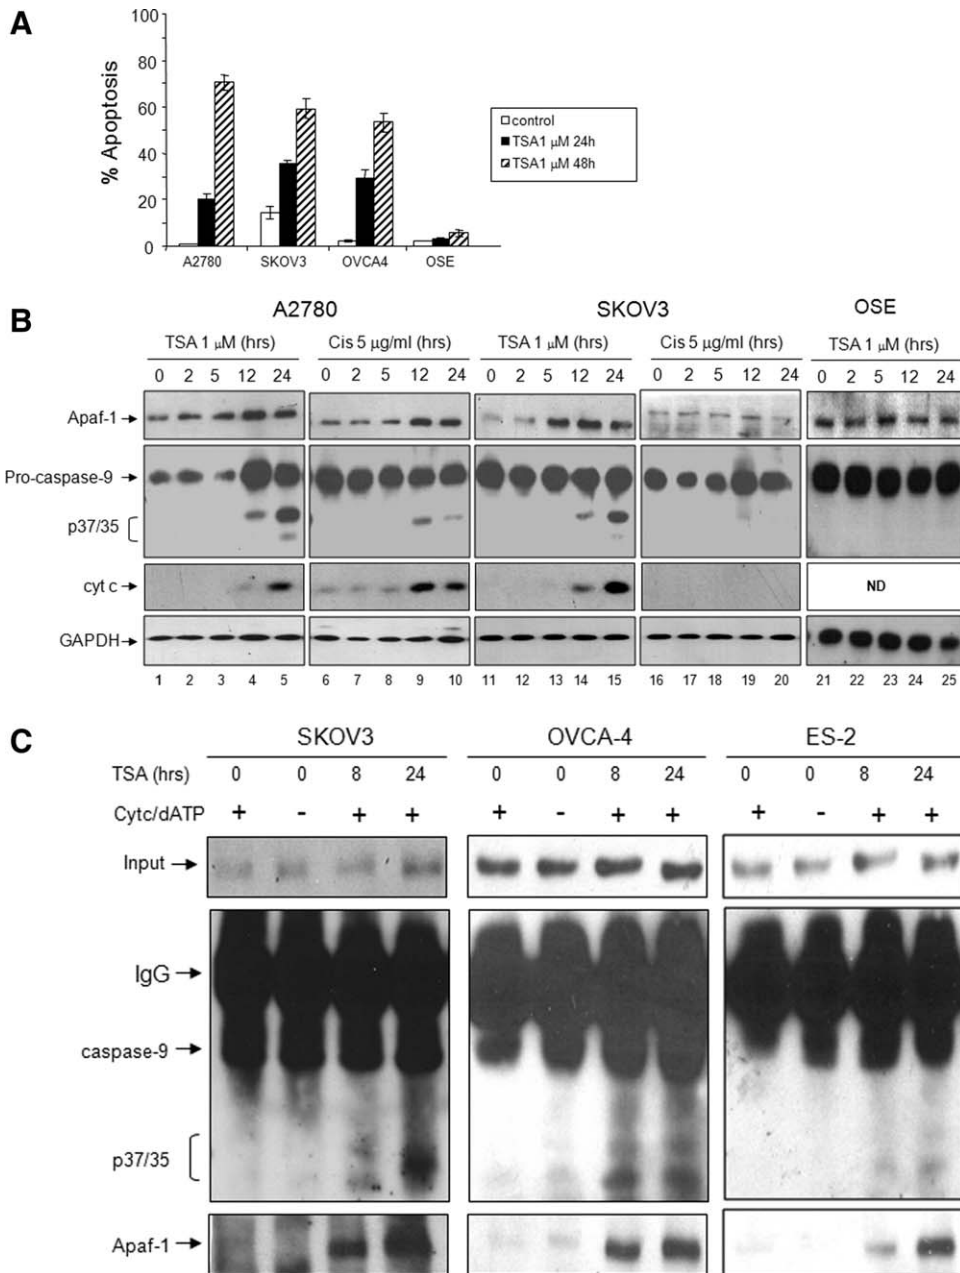 A
100
80
60
40
20
0
% Apoptosis
control
TSA1 µM 24h
TSA1 µM 48h
A2780 SKOV3 OVCA4 OSE
B
A2780 SKOV3 OSE
TSA 1 µM (hrs) Cis 5 µg/ml (hrs) TSA 1 µM (hrs) Cis 5 µg/ml (hrs) TSA 1 µM (hrs)
0 2 5 12 24 0 2 5 12 24 0 2 5 12 24 0 2 5 12 24 0 2 5 12 24
Apaf-1
Pro-caspase-9
p37/35
cyt c
ND
GAPDH
1 2 3 4 5 6 7 8 9 10 11 12 13 14 15 16 17 18 19 20 21 22 23 24 25
C
SKOV3 OVCA-4 ES-2
TSA (hrs) 0 0 8 24 0 0 8 24 0 0 8 24
Cytc/dATP + - + + + - + + + - + +
Input
IgG
caspase-9
p37/35
Apaf-1